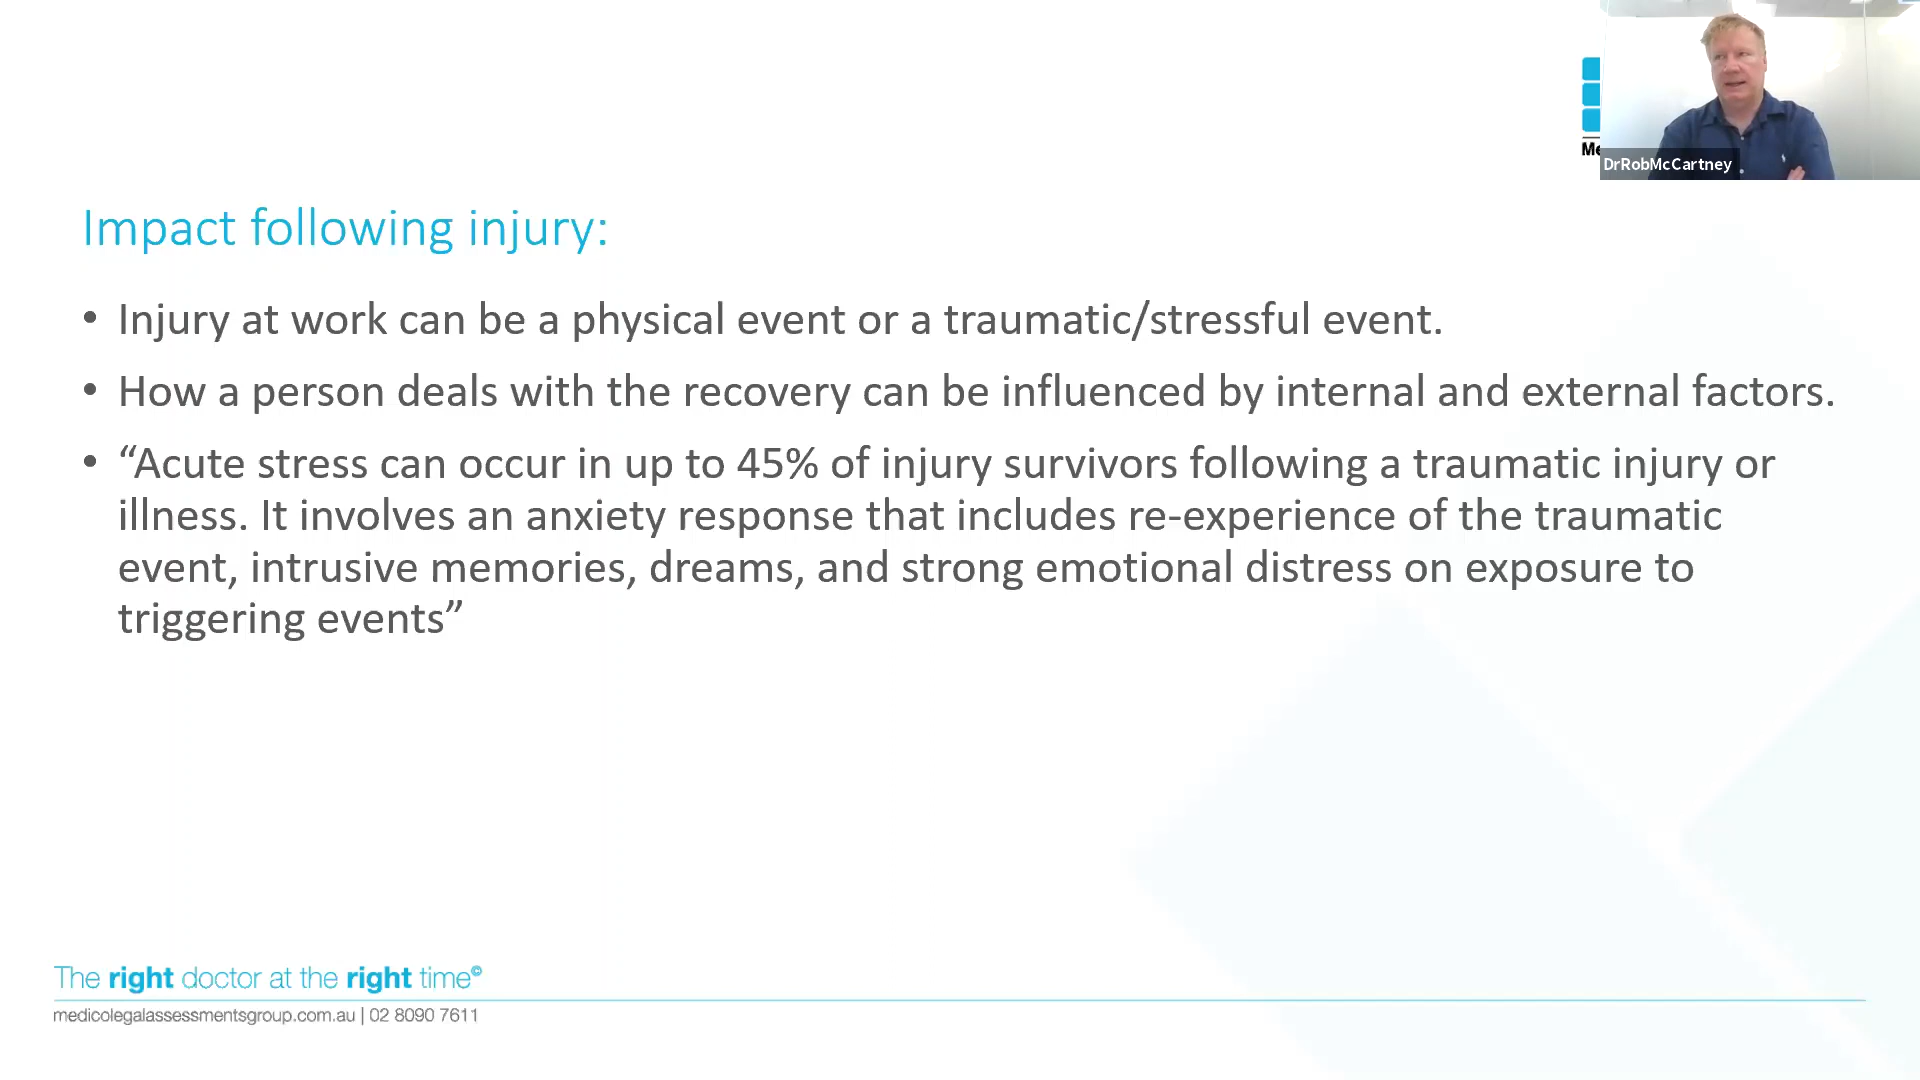 Me
DrRobMcCartney
Impact following injury:
• Injury at work can be a physical event or a traumatic/stressful event.
• How a person deals with the recovery can be influenced by internal and external factors.
• “Acute stress can occur in up to 45% of injury survivors following a traumatic injury or
illness. It involves an anxiety response that includes re-experience of the traumatic
event, intrusive memories, dreams, and strong emotional distress on exposure to
triggering events”
The right doctor at the right time©
medicolegalassessmentsgroup.com.au | 02 8090 7611